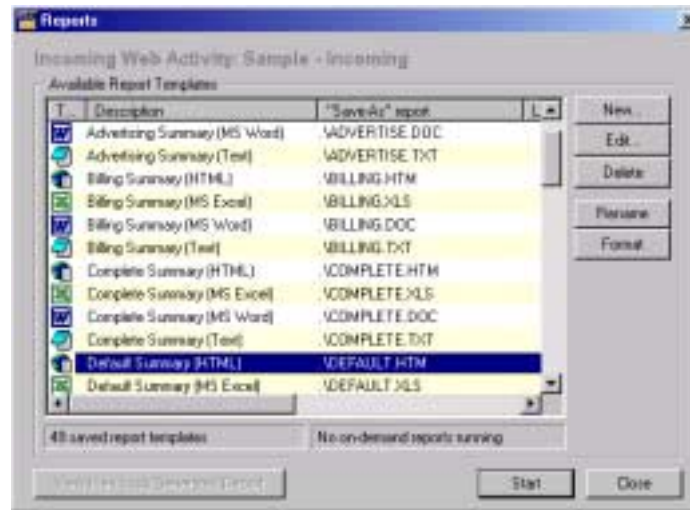 Reports
Incoming Web Activity: Sample - Incoming
Available Report Templates
T... Description "Save-As" report L
Advertising Summary (MS Word) .\ADVERTISE.DOC
Advertising Summary (Text) .\ADVERTISE.TXT
Billing Summary (HTML) .\BILLING.HTM
Billing Summary (MS Excel) .\BILLING.XLS
Billing Summary (MS Word) .\BILLING.DOC
Billing Summary (Text) .\BILLING.TXT
Complete Summary (HTML) .\COMPLETE.HTM
Complete Summary (MS Excel) .\COMPLETE.XLS
Complete Summary (MS Word) .\COMPLETE.DOC
Complete Summary (Text) .\COMPLETE.TXT
Default Summary (HTML) .\DEFAULT.HTM
Default Summary (MS Excel) .\DEFAULT.XLS
New...
Edit...
Delete
Rename
Format
saved report templates
No on-demand reports running
Start
Close